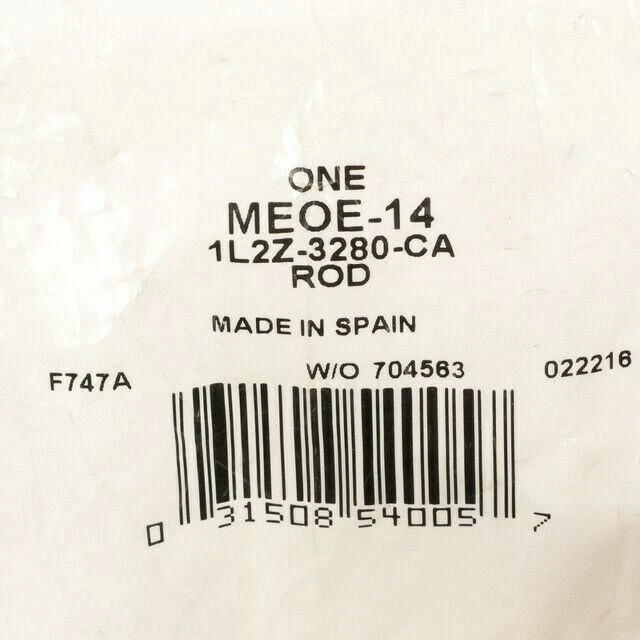 ONE
MEOE-14
1L2Z-3280-CA
ROD
MADE IN SPAIN
F747A W/O 704563 022216
0 31508 54005 7